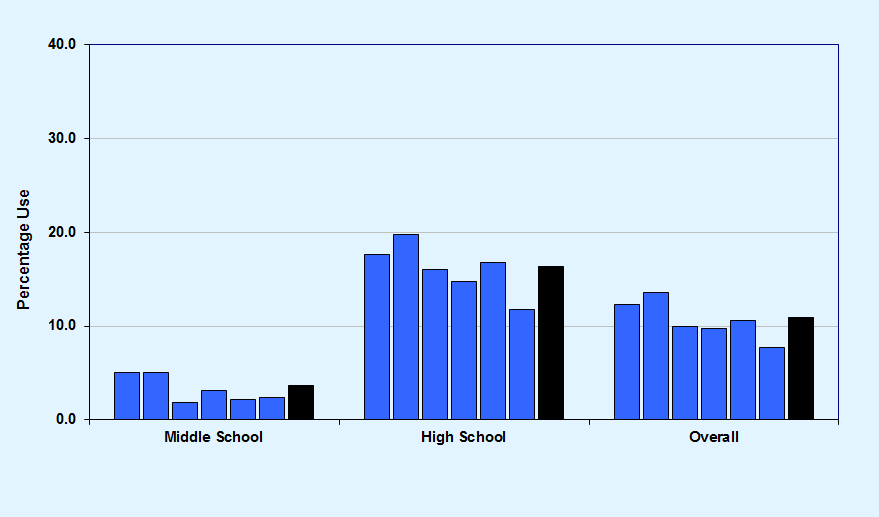 40.0
30.0
20.0
10.0
0.0
Percentage Use
Middle School
High School
Overall